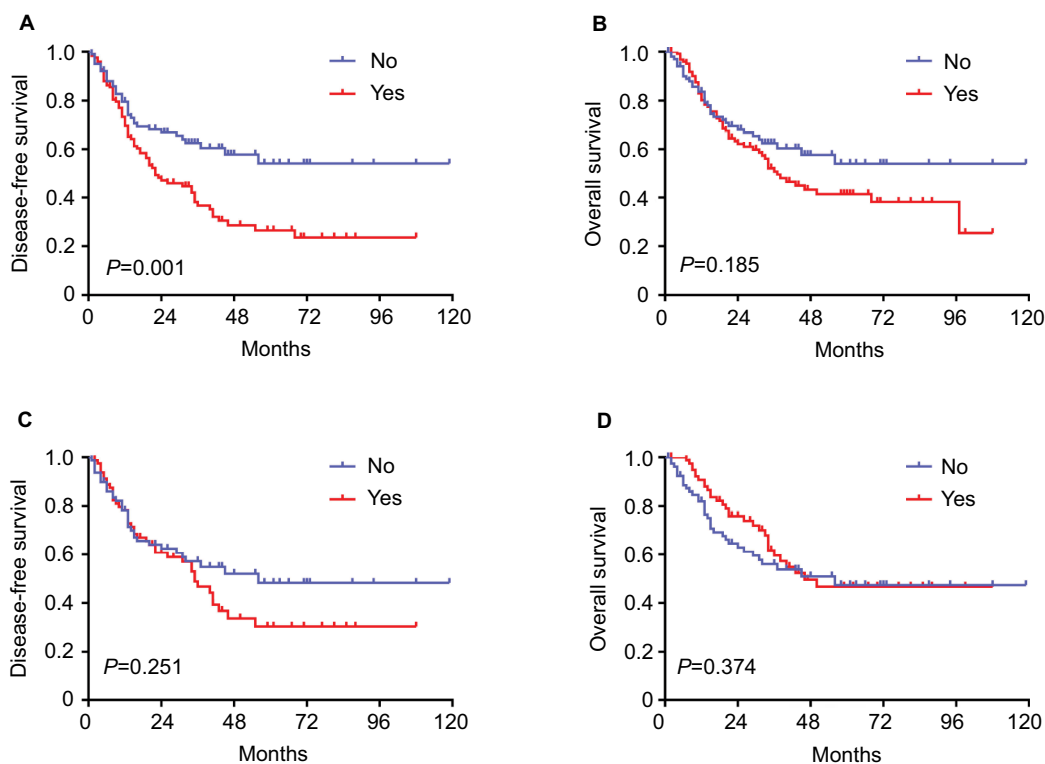 A
Disease-free survival
1.0
0.8
0.6
0.4
0.2
0
No
Yes
P=0.001
0 24 48 72 96 120
Months
B
Overall survival
1.0
0.8
0.6
0.4
0.2
0
No
Yes
P=0.185
0 24 48 72 96 120
Months
C
Disease-free survival
1.0
0.8
0.6
0.4
0.2
0
No
Yes
P=0.251
0 24 48 72 96 120
Months
D
Overall survival
1.0
0.8
0.6
0.4
0.2
0
No
Yes
P=0.374
0 24 48 72 96 120
Months